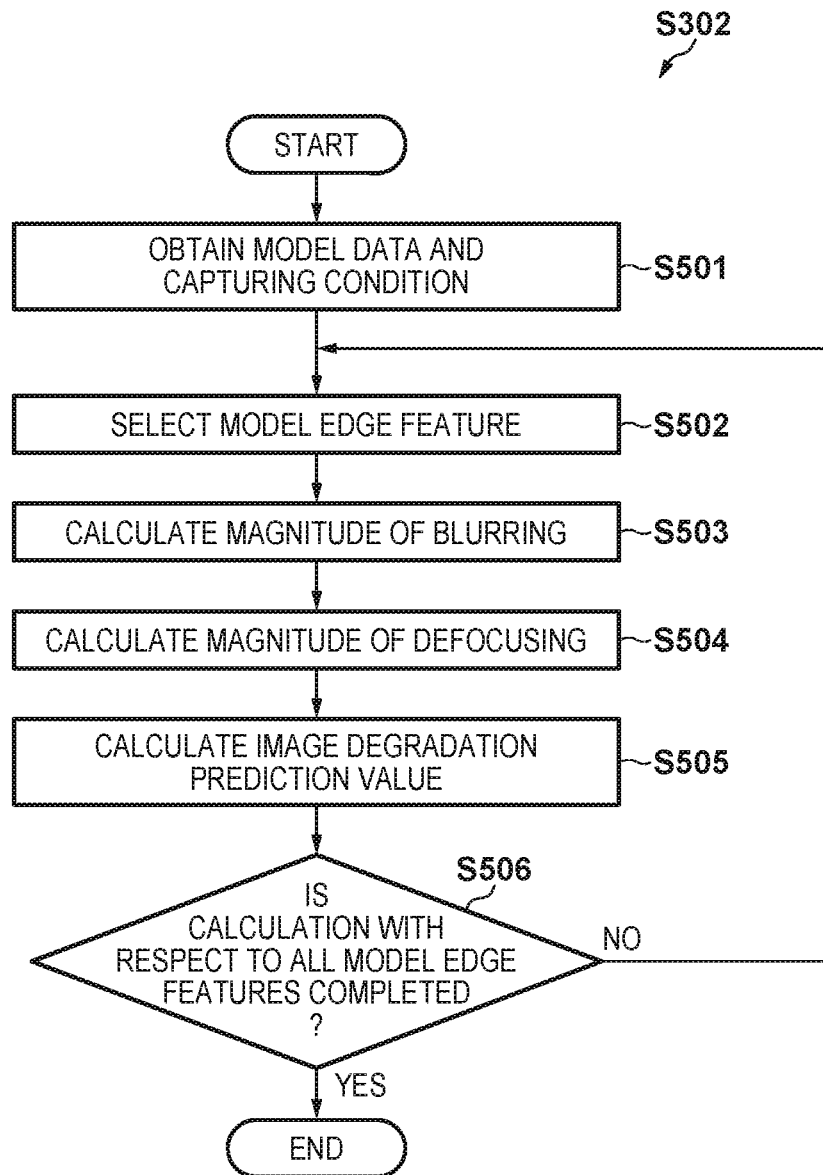 S302
START
OBTAIN MODEL DATA AND
CAPTURING CONDITION
S501
SELECT MODEL EDGE FEATURE
S502
CALCULATE MAGNITUDE OF BLURRING
S503
CALCULATE MAGNITUDE OF DEFOCUSING
S504
CALCULATE IMAGE DEGRADATION
PREDICTION VALUE
S505
S506
IS
CALCULATION WITH
RESPECT TO ALL MODEL EDGE
FEATURES COMPLETED
?
NO
YES
END